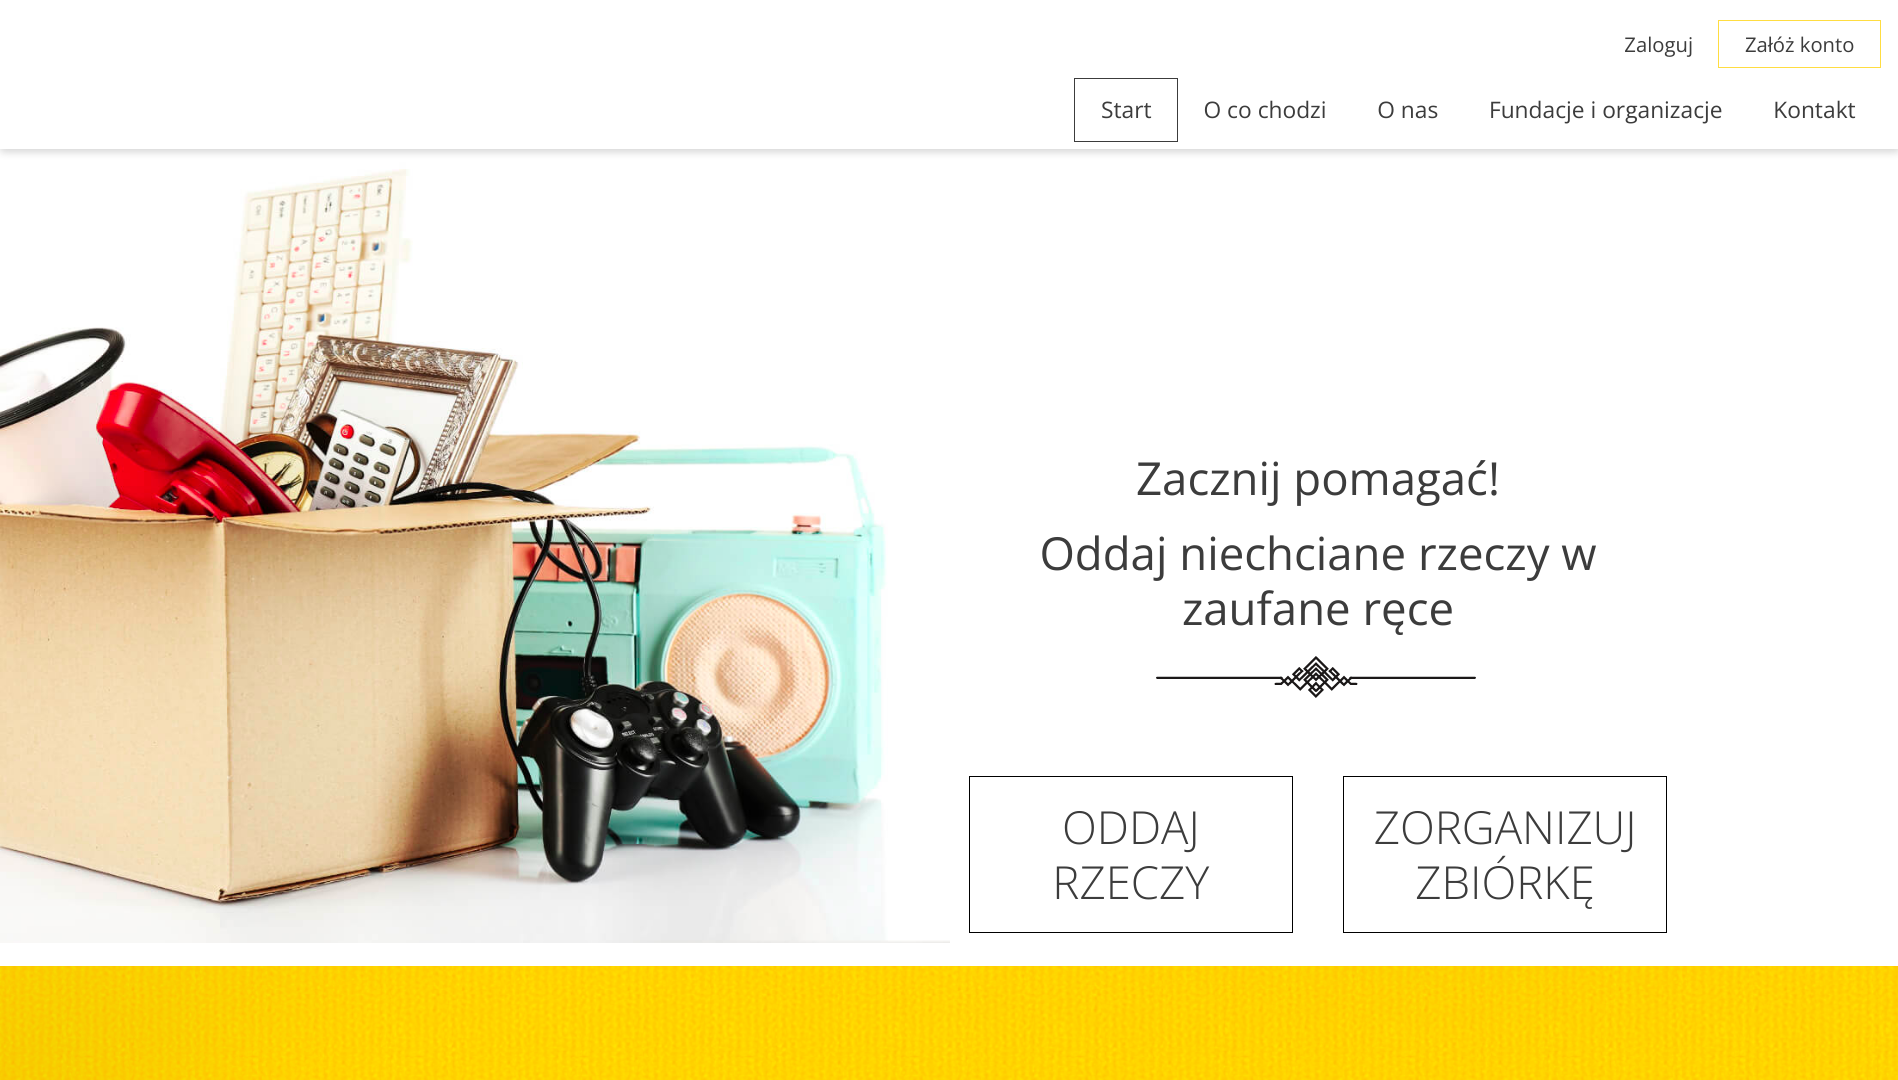 Zaloguj
Załóż konto
Start
O co chodzi
O nas
Fundacje i organizacje
Kontakt
Zacznij pomagać!
Oddaj niechciane rzeczy w
zaufane ręce
ODDAJ
RZECZY
ZORGANIZUJ
ZBIÓRKĘ